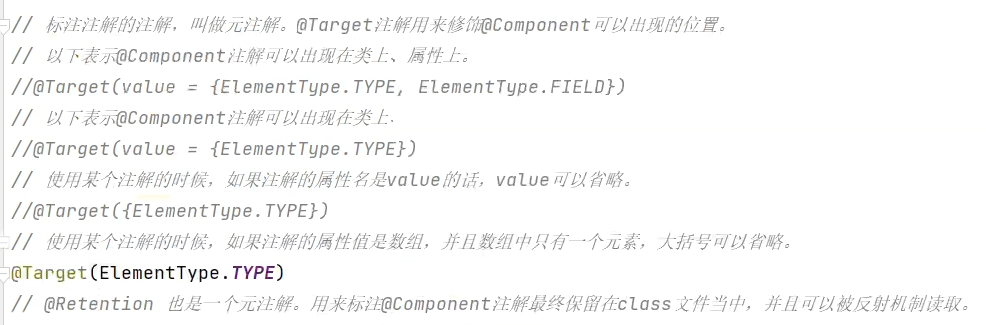 // 标注注解的注解，叫做元注解。@Target注解用来修饰@Component可以出现的位置。
// 以下表示@Component注解可以出现在类上、属性上。
//@Target(value = {ElementType.TYPE, ElementType.FIELD})
// 以下表示@Component注解可以出现在类上.
//@Target(value = {ElementType.TYPE})
// 使用某个注解的时候，如果注解的属性名是value的话，value可以省略。
//@Target({ElementType.TYPE})
// 使用某个注解的时候，如果注解的属性值是数组，并且数组中只有一个元素，大括号可以省略。
@Target(ElementType.TYPE)
// @Retention 也是一个元注解。用来标注@Component注解最终保留在class文件当中，并且可以被反射机制读取。